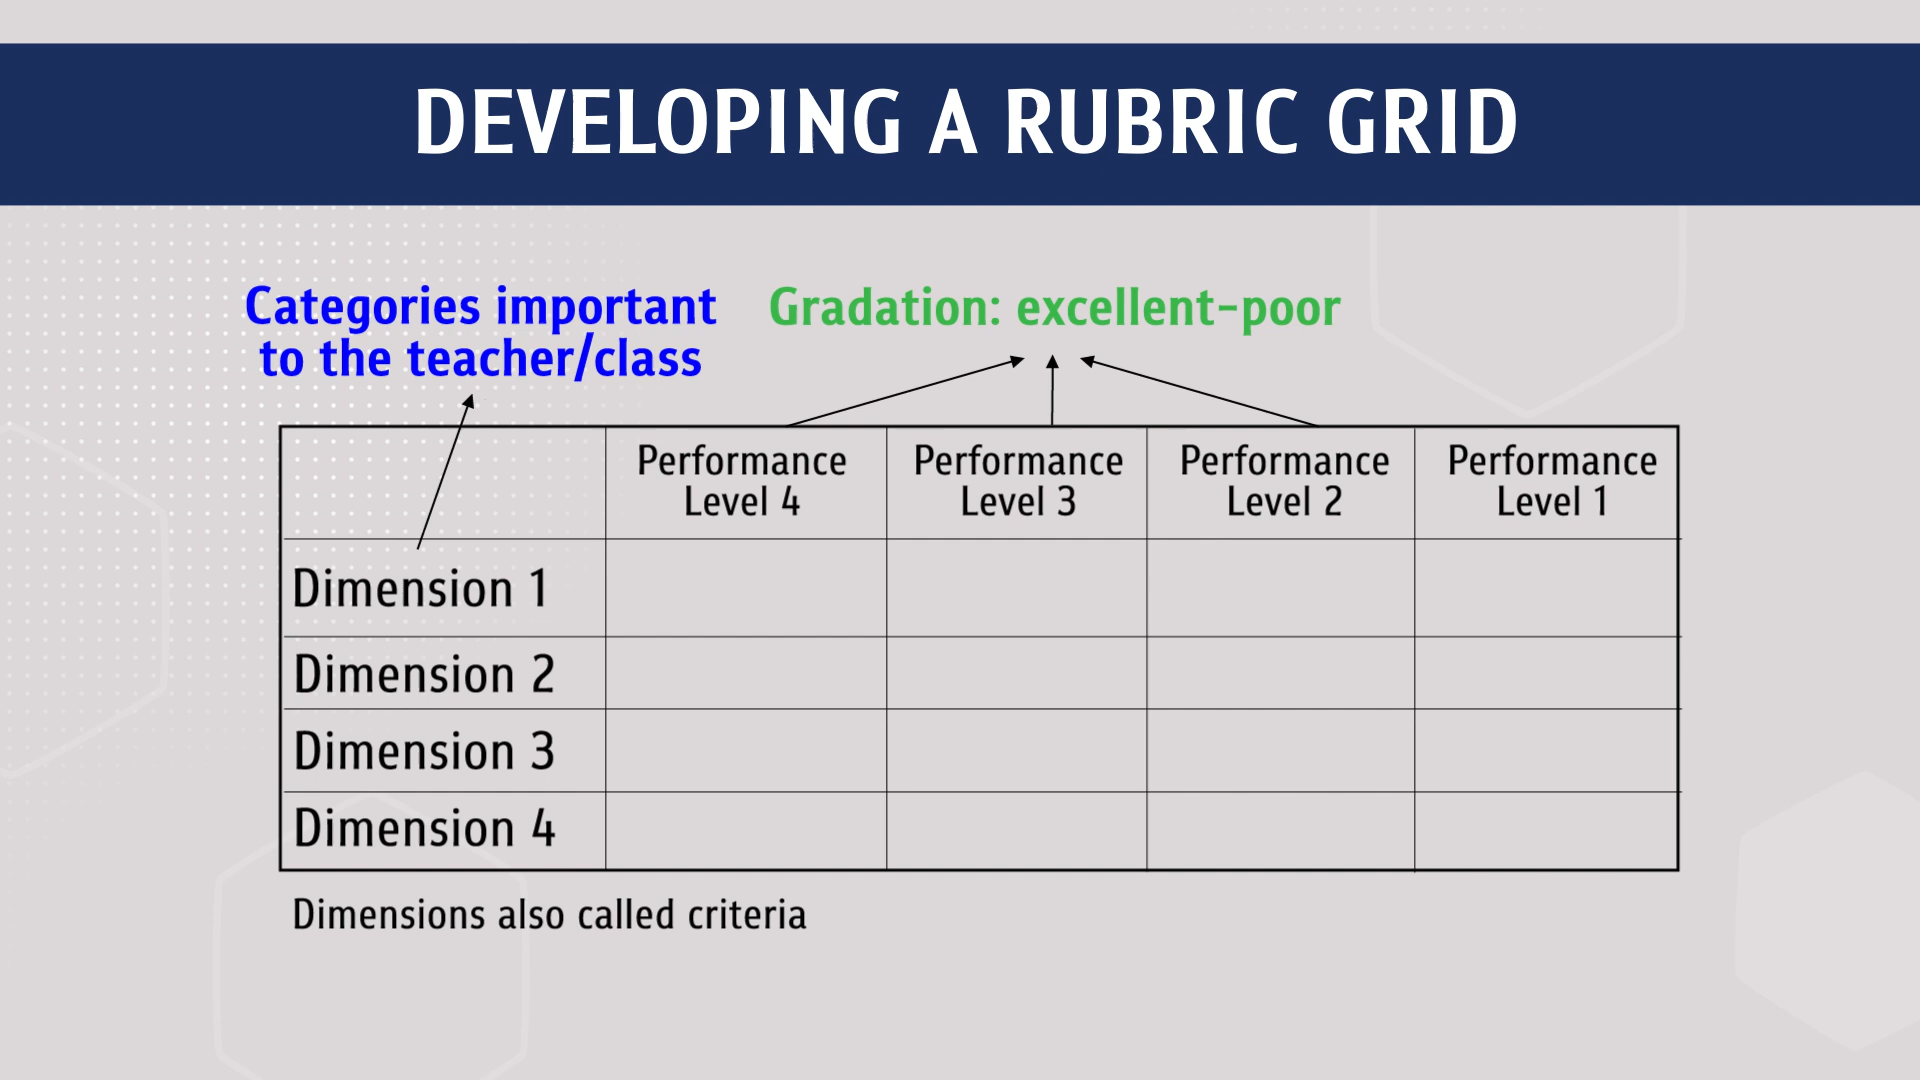 DEVELOPING A RUBRIC GRID
Categories important
to the teacher/class
Gradation: excellent-poor
Performance
Level 4
Performance
Level 3
Performance
Level 2
Performance
Level 1
Dimension 1
Dimension 2
Dimension 3
Dimension 4
Dimensions also called criteria